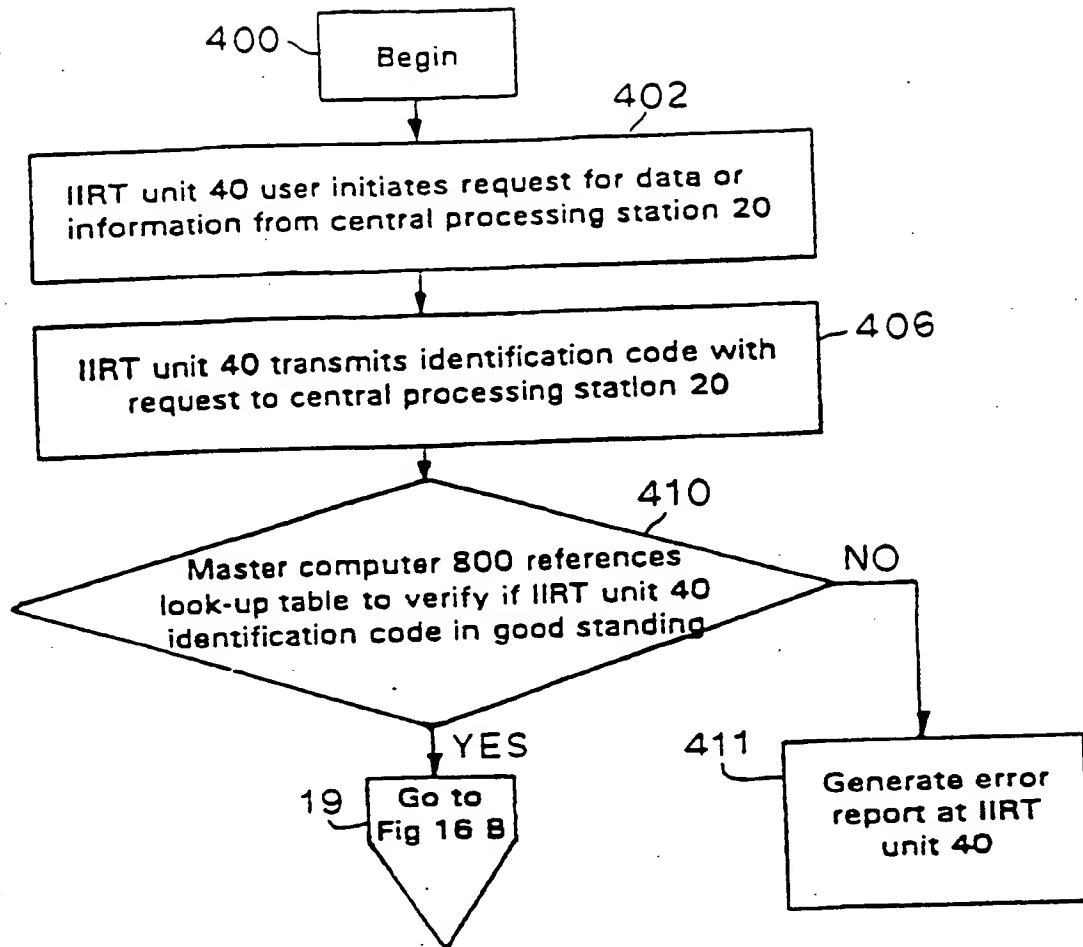 400
Begin
402
IIRT unit 40 user initiates request for data or
information from central processing station 20
406
IIRT unit 40 transmits identification code with
request to central processing station 20
410
Master computer 800 references
look-up table to verify if IIRT unit 40
identification code in good standing
NO
YES
411
Generate error
report at IIRT
unit 40
19
Go to
Fig 16 B